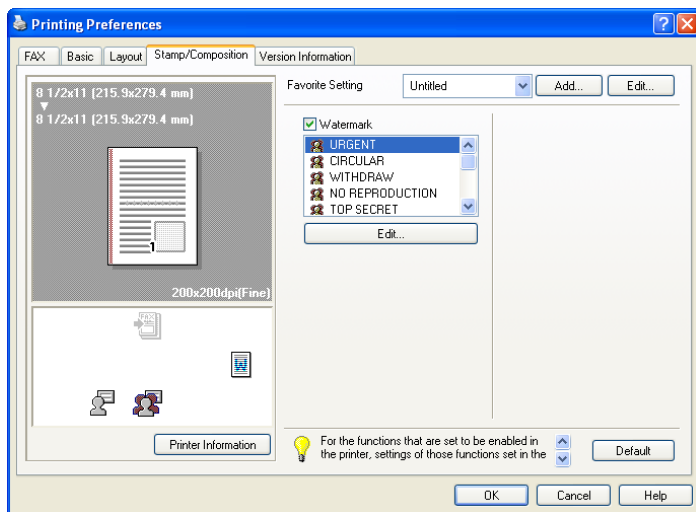 Printing Preferences
FAX Basic Layout Stamp/Composition Version Information
8 1/2x11 (215.9x279.4 mm)
8 1/2x11 (215.9x279.4 mm)
1
200x200dpi(Fine)
FAX
W
Printer Information
Favorite Setting Untitled Add... Edit...
Watermark
URGENT
CIRCULAR
WITHDRAW
NO REPRODUCTION
TOP SECRET
Edit...
For the functions that are set to be enabled in
the printer, settings of those functions set in the
Default
OK Cancel Help